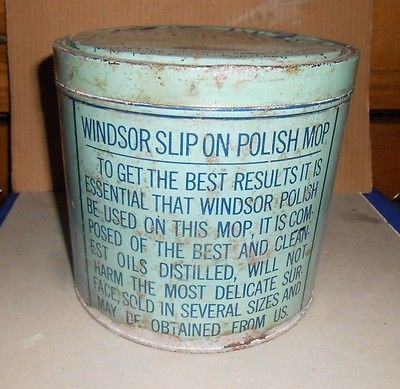 WINDSOR SLIP ON POLISH MOP
TO GET THE BEST RESULTS IT IS
ESSENTIAL THAT WINDSOR POLISH
BE USED ON THIS MOP, IT IS COM-
POSED OF THE BEST AND CLEAN-
EST OILS DISTILLED, WILL NOT
HARM THE MOST DELICATE SUR-
FACE, SOLD IN SEVERAL SIZES AND
MAY BE OBTAINED FROM US.